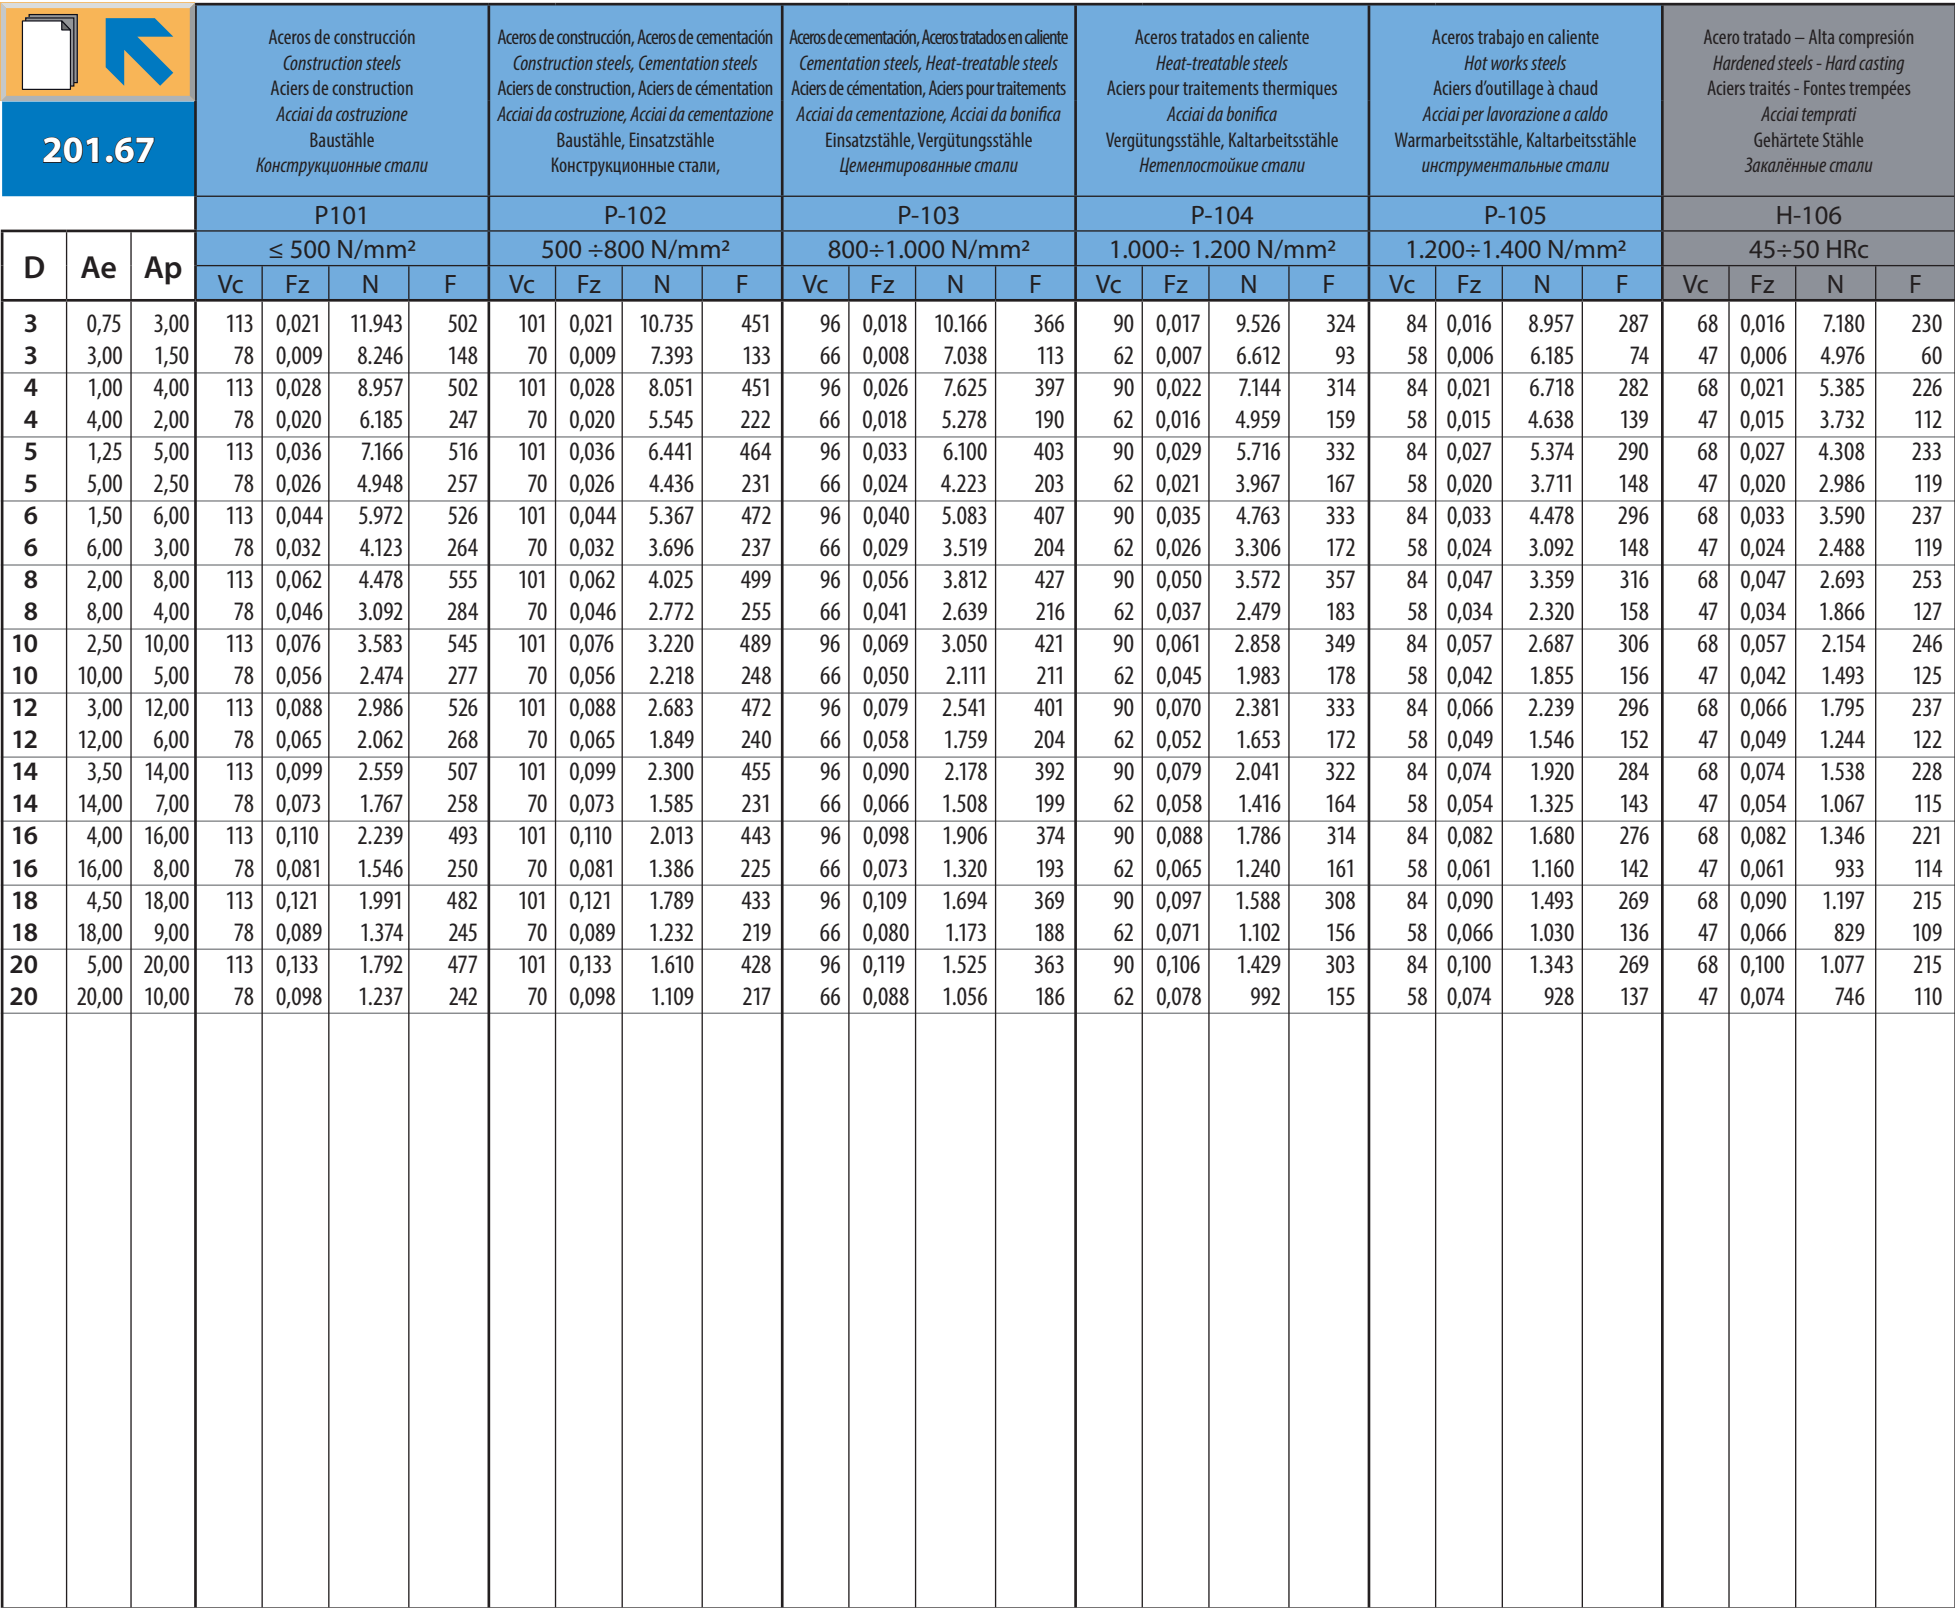 201.67
Aceros de construcción
Construction steels
Aciers de construction
Acciai da costruzione
Baustähle
Конструкционные стали
Aceros de construcción, Aceros de cementación
Construction steels, Cementation steels
Aciers de construction, Aciers de cémentation
Acciai da costruzione, Acciai da cementazione
Baustähle, Einsatzstähle
Конструкционные стали,
Aceros de cementación, Aceros tratados en caliente
Cementation steels, Heat-treatable steels
Aciers de cémentation, Aciers pour traitements
Acciai da cementazione, Acciai da bonifica
Einsatzstähle, Vergütungsstähle
Цементированные стали
Aceros tratados en caliente
Heat-treatable steels
Aciers pour traitements thermiques
Acciai da bonifica
Vergütungsstähle, Kaltarbeitsstähle
Нетеплостойкие стали
Aceros trabajo en caliente
Hot works steels
Aciers d'outillage à chaud
Acciai per lavorazione a caldo
Warmarbeitsstähle, Kaltarbeitsstähle
инструментальные стали
Acero tratado – Alta compresión
Hardened steels - Hard casting
Aciers traités - Fontes trempées
Acciai temprati
Gehärtete Stähle
Закалённые стали
P101 P-102 P-103 P-104 P-105 H-106
≤ 500 N/mm² 500 ÷800 N/mm² 800÷1.000 N/mm² 1.000÷ 1.200 N/mm² 1.200÷1.400 N/mm² 45÷50 HRc
D Ae Ap Vc Fz N F Vc Fz N F Vc Fz N F Vc Fz N F Vc Fz N F Vc Fz N F
3 0,75 3,00 113 0,021 11.943 502 101 0,021 10.735 451 96 0,018 10.166 366 90 0,017 9.526 324 84 0,016 8.957 287 68 0,016 7.180 230
3 3,00 1,50 78 0,009 8.246 148 70 0,009 7.393 133 66 0,008 7.038 113 62 0,007 6.612 93 58 0,006 6.185 74 47 0,006 4.976 60
4 1,00 4,00 113 0,028 8.957 502 101 0,028 8.051 451 96 0,026 7.625 397 90 0,022 7.144 314 84 0,021 6.718 282 68 0,021 5.385 226
4 4,00 2,00 78 0,020 6.185 247 70 0,020 5.545 222 66 0,018 5.278 190 62 0,016 4.959 159 58 0,015 4.638 139 47 0,015 3.732 112
5 1,25 5,00 113 0,036 7.166 516 101 0,036 6.441 464 96 0,033 6.100 403 90 0,029 5.716 332 84 0,027 5.374 290 68 0,027 4.308 233
5 5,00 2,50 78 0,026 4.948 257 70 0,026 4.436 231 66 0,024 4.223 203 62 0,021 3.967 167 58 0,020 3.711 148 47 0,020 2.986 119
6 1,50 6,00 113 0,044 5.972 526 101 0,044 5.367 472 96 0,040 5.083 407 90 0,035 4.763 333 84 0,033 4.478 296 68 0,033 3.590 237
6 6,00 3,00 78 0,032 4.123 264 70 0,032 3.696 237 66 0,029 3.519 204 62 0,026 3.306 172 58 0,024 3.092 148 47 0,024 2.488 119
8 2,00 8,00 113 0,062 4.478 555 101 0,062 4.025 499 96 0,056 3.812 427 90 0,050 3.572 357 84 0,047 3.359 316 68 0,047 2.693 253
8 8,00 4,00 78 0,046 3.092 284 70 0,046 2.772 255 66 0,041 2.639 216 62 0,037 2.479 183 58 0,034 2.320 158 47 0,034 1.866 127
10 2,50 10,00 113 0,076 3.583 545 101 0,076 3.220 489 96 0,069 3.050 421 90 0,061 2.858 349 84 0,057 2.687 306 68 0,057 2.154 246
10 10,00 5,00 78 0,056 2.474 277 70 0,056 2.218 248 66 0,050 2.111 211 62 0,045 1.983 178 58 0,042 1.855 156 47 0,042 1.493 125
12 3,00 12,00 113 0,088 2.986 526 101 0,088 2.683 472 96 0,079 2.541 401 90 0,070 2.381 333 84 0,066 2.239 296 68 0,066 1.795 237
12 12,00 6,00 78 0,065 2.062 268 70 0,065 1.849 240 66 0,058 1.759 204 62 0,052 1.653 172 58 0,049 1.546 152 47 0,049 1.244 122
14 3,50 14,00 113 0,099 2.559 507 101 0,099 2.300 455 96 0,090 2.178 392 90 0,079 2.041 322 84 0,074 1.920 284 68 0,074 1.538 228
14 14,00 7,00 78 0,073 1.767 258 70 0,073 1.585 231 66 0,066 1.508 199 62 0,058 1.416 164 58 0,054 1.325 143 47 0,054 1.067 115
16 4,00 16,00 113 0,110 2.239 493 101 0,110 2.013 443 96 0,098 1.906 374 90 0,088 1.786 314 84 0,082 1.680 276 68 0,082 1.346 221
16 16,00 8,00 78 0,081 1.546 250 70 0,081 1.386 225 66 0,073 1.320 193 62 0,065 1.240 161 58 0,061 1.160 142 47 0,061 933 114
18 4,50 18,00 113 0,121 1.991 482 101 0,121 1.789 433 96 0,109 1.694 369 90 0,097 1.588 308 84 0,090 1.493 269 68 0,090 1.197 215
18 18,00 9,00 78 0,089 1.374 245 70 0,089 1.232 219 66 0,080 1.173 188 62 0,071 1.102 156 58 0,066 1.030 136 47 0,066 829 109
20 5,00 20,00 113 0,133 1.792 477 101 0,133 1.610 428 96 0,119 1.525 363 90 0,106 1.429 303 84 0,100 1.343 269 68 0,100 1.077 215
20 20,00 10,00 78 0,098 1.237 242 70 0,098 1.109 217 66 0,088 1.056 186 62 0,078 992 155 58 0,074 928 137 47 0,074 746 110